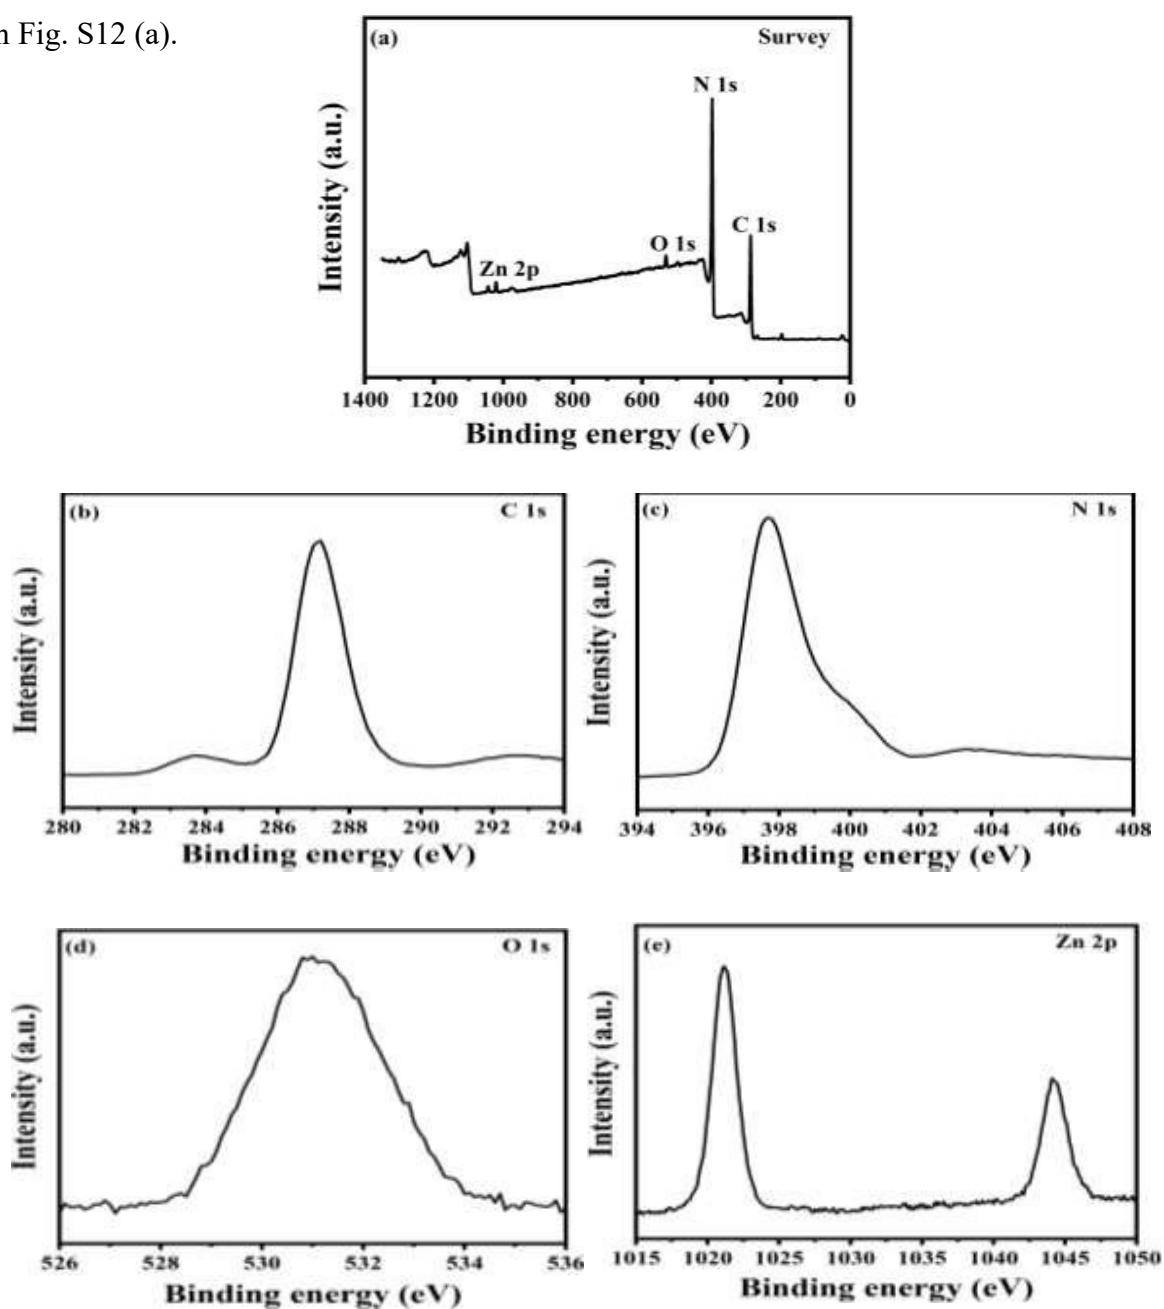 n Fig. S12 (a).
(a) Survey
N 1s
C 1s
O 1s
Zn 2p
Intensity (a.u.)
1400 1200 1000 800 600 400 200 0
Binding energy (eV)
(b) C 1s
Intensity (a.u.)
280 282 284 286 288 290 292 294
Binding energy (eV)
(c) N 1s
Intensity (a.u.)
394 396 398 400 402 404 406 408
Binding energy (eV)
(d) O 1s
Intensity (a.u.)
526 528 530 532 534 536
Binding energy (eV)
(e) Zn 2p
Intensity (a.u.)
1015 1020 1025 1030 1035 1040 1045 1050
Binding energy (eV)